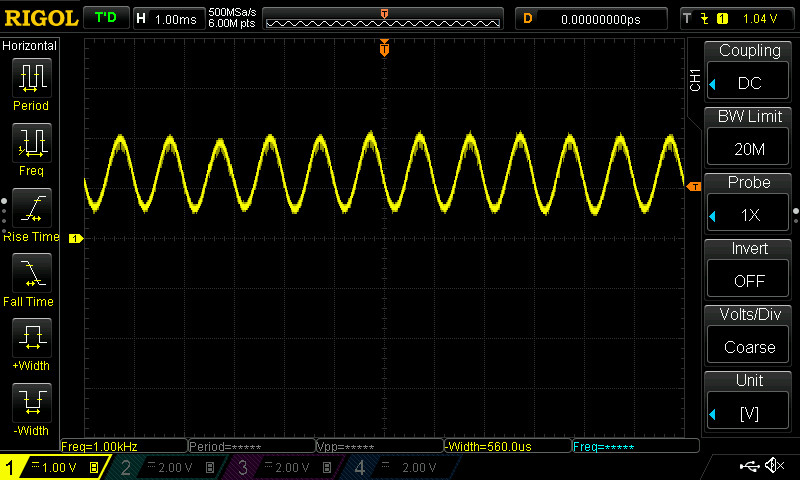 RIGOL T'D H 1.00ms 500MSa/s 6.00M pts T D 0.00000000ps T 1 1.04 V
Horizontal
Period
Freq
Rise Time
Fall Time
+Width
-Width
T
T
1
CH1
Coupling
DC
BW Limit
20M
Probe
1X
Invert
OFF
Volts/Div
Coarse
Unit
[V]
Freq=1.00kHz Period=***** Vpp=***** -Width=560.0us Freq=*****
1 1.00 V B 2 2.00 V B 3 2.00 V B 4 2.00 V